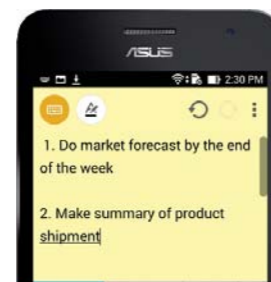 ASUS
2:30 PM
1. Do market forecast by the end
of the week
2. Make summary of product
shipment